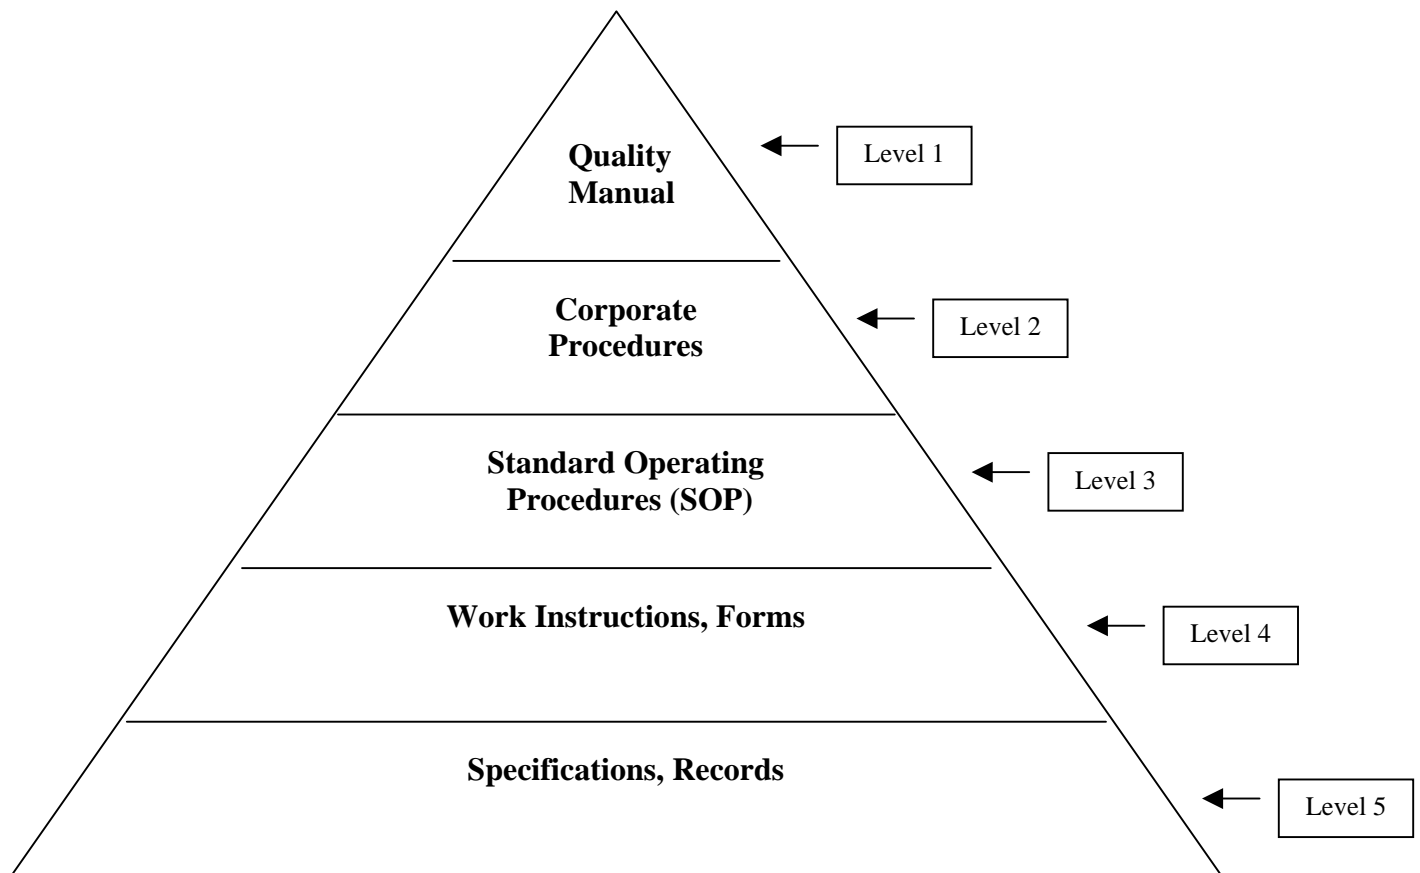 Quality
Manual
Level 1
Corporate
Procedures
Level 2
Standard Operating
Procedures (SOP)
Level 3
Work Instructions, Forms
Level 4
Specifications, Records
Level 5